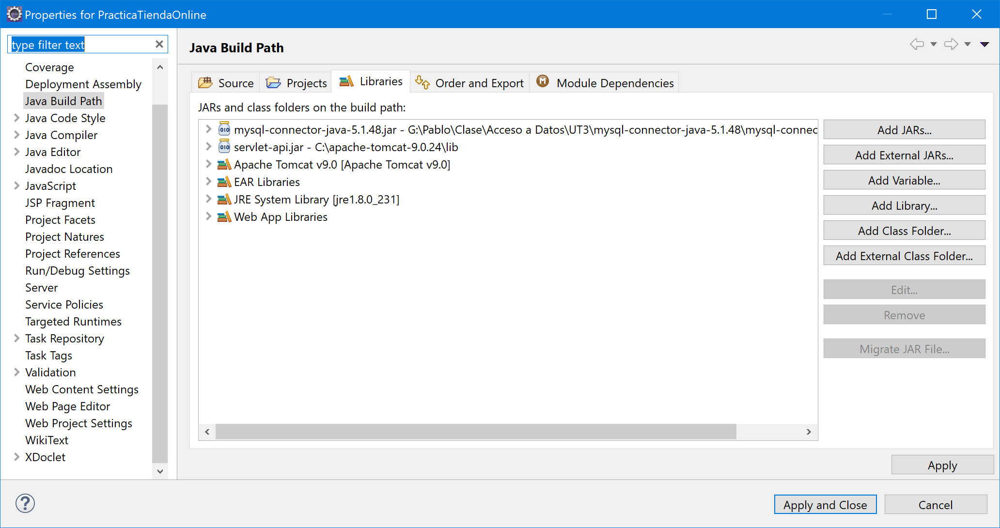 Properties for PracticaTiendaOnline
type filter text
Coverage
Deployment Assembly
Java Build Path
Java Code Style
Java Compiler
Java Editor
Javadoc Location
JavaScript
JSP Fragment
Project Facets
Project Natures
Project References
Run/Debug Settings
Server
Service Policies
Targeted Runtimes
Task Repository
Task Tags
Validation
Web Content Settings
Web Page Editor
Web Project Settings
WikiText
XDoclet
Java Build Path
Source
Projects
Libraries
Order and Export
M Module Dependencies
JARs and class folders on the build path:
010 mysql-connector-java-5.1.48.jar - G:\Pablo\Clase\Acceso a Datos\UT3\mysql-connector-java-5.1.48\mysql-connec
010 servlet-api.jar - C:\apache-tomcat-9.0.24\lib
Apache Tomcat v9.0 [Apache Tomcat v9.0]
EAR Libraries
JRE System Library [jre1.8.0_231]
Web App Libraries
Add JARs...
Add External JARs...
Add Variable...
Add Library...
Add Class Folder...
Add External Class Folder...
Edit...
Remove
Migrate JAR File...
Apply
?
Apply and Close
Cancel